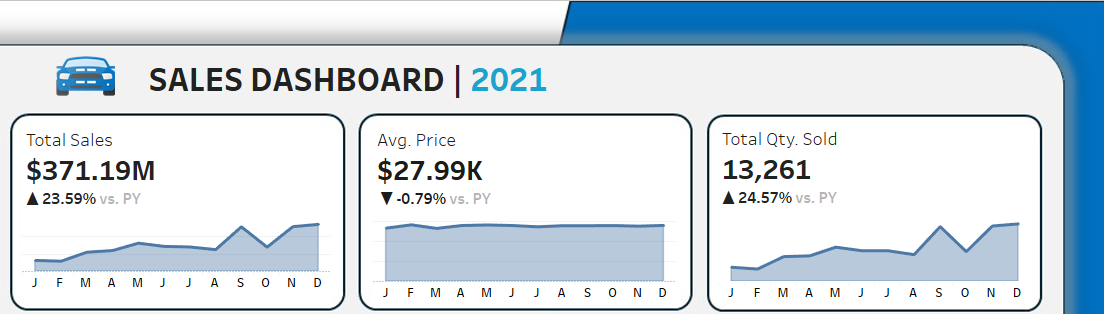 SALES DASHBOARD | 2021
Total Sales
$371.19M
▲ 23.59% vs. PY
J F M A M J J A S O N D
Avg. Price
$27.99K
▼ -0.79% vs. PY
J F M A M J J A S O N D
Total Qty. Sold
13,261
▲ 24.57% vs. PY
J F M A M J J A S O N D